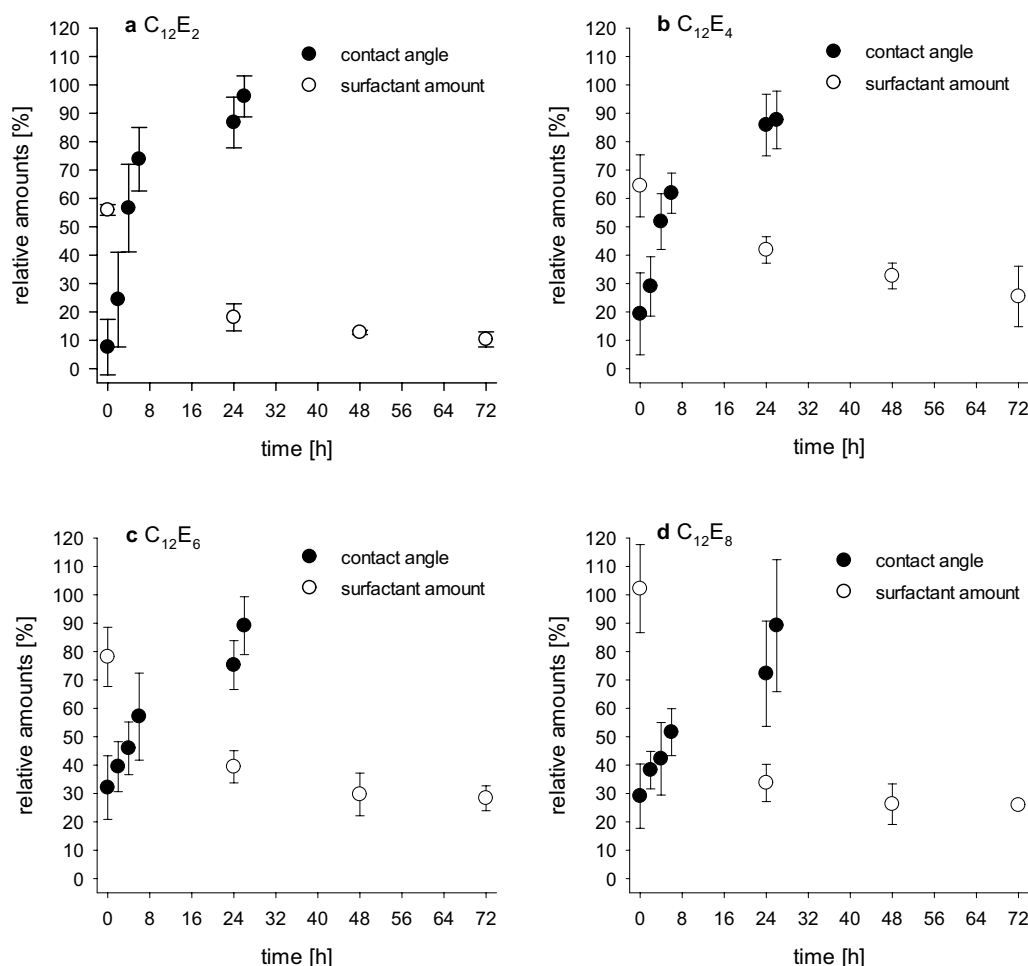 a C12E2
contact angle
surfactant amount
relative amounts [%]
120
110
100
90
80
70
60
50
40
30
20
10
0
0 8 16 24 32 40 48 56 64 72
time [h]
b C12E4
contact angle
surfactant amount
relative amounts [%]
120
110
100
90
80
70
60
50
40
30
20
10
0
0 8 16 24 32 40 48 56 64 72
time [h]
c C12E6
contact angle
surfactant amount
relative amounts [%]
120
110
100
90
80
70
60
50
40
30
20
10
0
0 8 16 24 32 40 48 56 64 72
time [h]
d C12E8
contact angle
surfactant amount
relative amounts [%]
120
110
100
90
80
70
60
50
40
30
20
10
0
0 8 16 24 32 40 48 56 64 72
time [h]